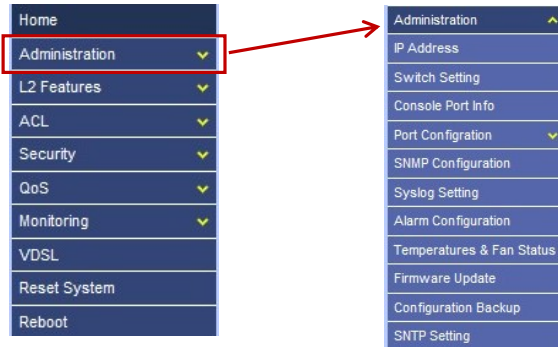 Home
Administration
L2 Features
ACL
Security
QoS
Monitoring
VDSL
Reset System
Reboot
Administration
IP Address
Switch Setting
Console Port Info
Port Configration
SNMP Configuration
Syslog Setting
Alarm Configuration
Temperatures & Fan Status
Firmware Update
Configuration Backup
SNTP Setting